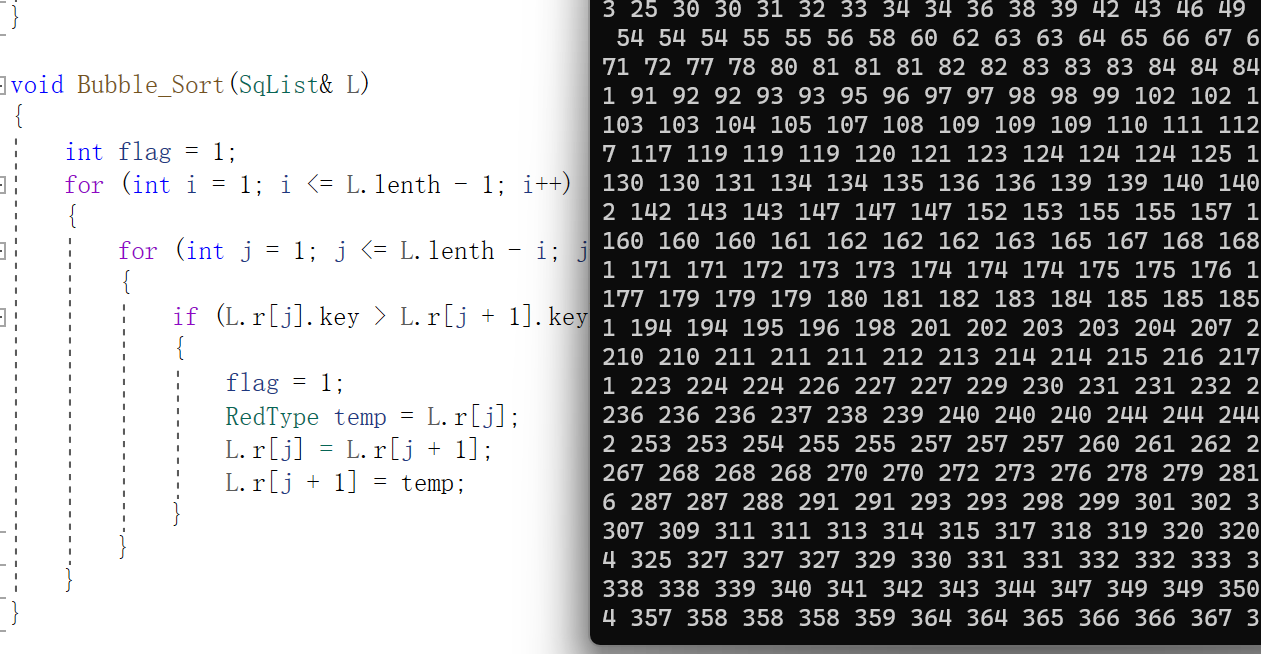 }
void Bubble_Sort(SqList& L)
{
int flag = 1;
for (int i = 1; i <= L.lenth - 1; i++)
{
for (int j = 1; j <= L.lenth - i; j
{
if (L.r[j].key > L.r[j + 1].key
{
flag = 1;
RedType temp = L.r[j];
L.r[j] = L.r[j + 1];
L.r[j + 1] = temp;
}
}
}
}
3 25 30 30 31 32 33 34 34 36 38 39 42 43 46 49
54 54 54 55 55 56 58 60 62 63 63 64 65 66 67 6
71 72 77 78 80 81 81 81 82 82 83 83 83 84 84 84
1 91 92 92 93 93 95 96 97 97 98 98 99 102 102 1
103 103 104 105 107 108 109 109 109 110 111 112
7 117 119 119 119 120 121 123 124 124 124 125 1
130 130 131 134 134 135 136 136 139 139 140 140
2 142 143 143 147 147 147 152 153 155 155 157 1
160 160 160 161 162 162 162 163 165 167 168 168
1 171 171 172 173 173 174 174 174 175 175 176 1
177 179 179 179 180 181 182 183 184 185 185 185
1 194 194 195 196 198 201 202 203 203 204 207 2
210 210 211 211 211 212 213 214 214 215 216 217
1 223 224 224 226 227 227 229 230 231 231 232 2
236 236 236 237 238 239 240 240 240 244 244 244
2 253 253 254 255 255 257 257 257 260 261 262 2
267 268 268 268 270 270 272 273 276 278 279 281
6 287 287 288 291 291 293 293 298 299 301 302 3
307 309 311 311 313 314 315 317 318 319 320 320
4 325 327 327 327 329 330 331 331 332 332 333 3
338 338 339 340 341 342 343 344 347 349 349 350
4 357 358 358 358 359 364 364 365 366 366 367 3